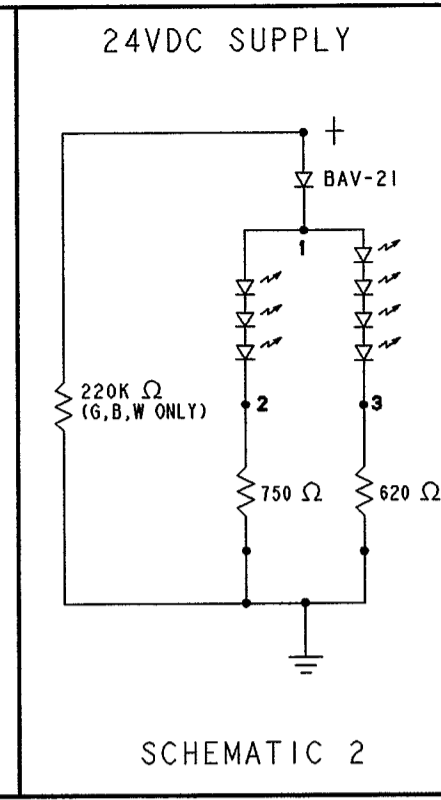 24VDC SUPPLY
+
BAV-21
1
220K Ω
(G,B,W ONLY)
2
3
750 Ω
620 Ω
SCHEMATIC 2